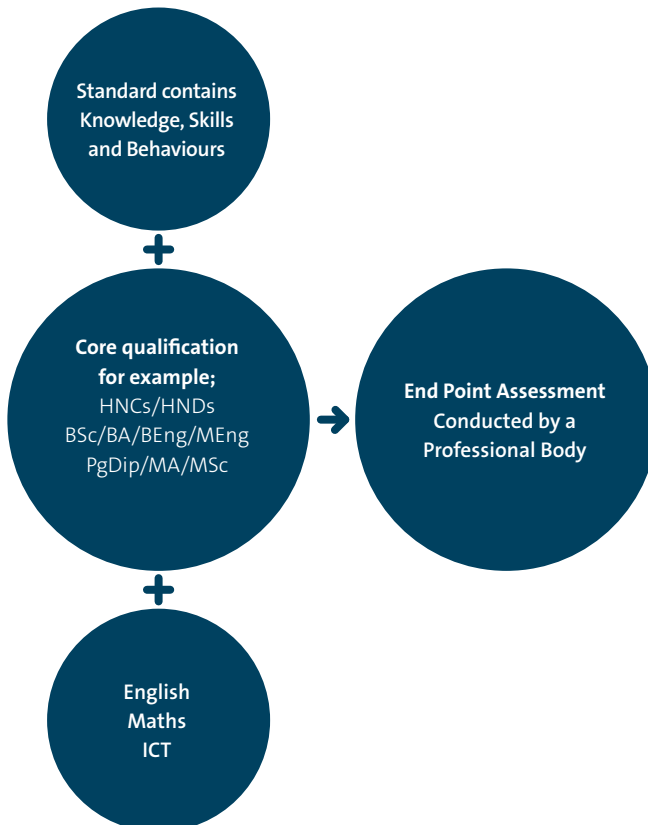 Standard contains
Knowledge, Skills
and Behaviours
+
Core qualification
for example;
HNCs/HNDs
BSc/BA/BEng/MEng
PgDip/MA/MSc
End Point Assessment
Conducted by a
Professional Body
+
English
Maths
ICT